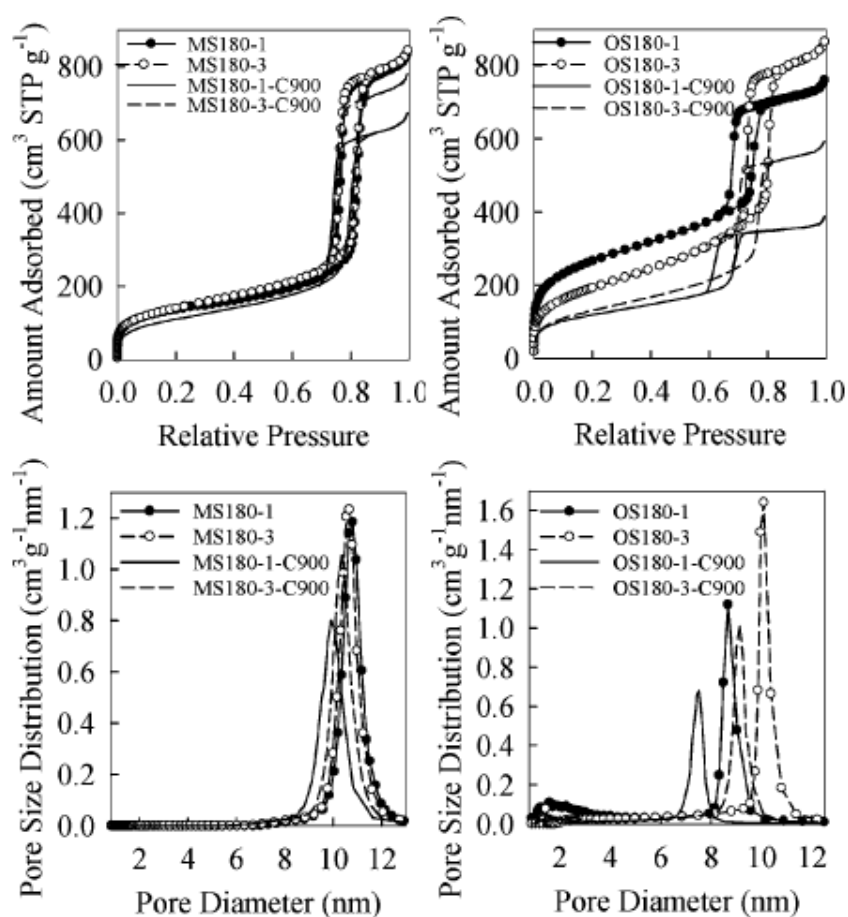 Amount Adsorbed (cm³ STP g⁻¹)
800
600
400
200
0
MS180-1
MS180-3
MS180-1-C900
MS180-3-C900
0.0 0.2 0.4 0.6 0.8 1.0
Relative Pressure
Amount Adsorbed (cm³ STP g⁻¹)
800
600
400
200
0
OS180-1
OS180-3
OS180-1-C900
OS180-3-C900
0.0 0.2 0.4 0.6 0.8 1.0
Relative Pressure
Pore Size Distribution (cm³g⁻¹nm⁻¹)
1.2
1.0
0.8
0.6
0.4
0.2
0.0
MS180-1
MS180-3
MS180-1-C900
MS180-3-C900
2 4 6 8 10 12
Pore Diameter (nm)
Pore Size Distribution (cm³g⁻¹nm⁻¹)
1.6
1.4
1.2
1.0
0.8
0.6
0.4
0.2
0.0
OS180-1
OS180-3
OS180-1-C900
OS180-3-C900
2 4 6 8 10 12
Pore Diameter (nm)